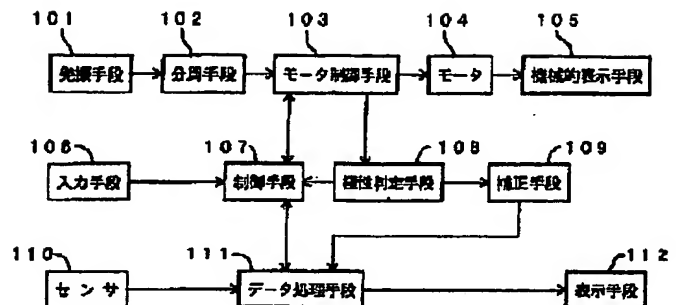 101 102 103 104 105
発振手段 分周手段 モータ制御手段 モータ 機械的表示手段
106 107 108 109
入力手段 制御手段 極性判定手段 補正手段
110 111 112
センサ データ処理手段 表示手段